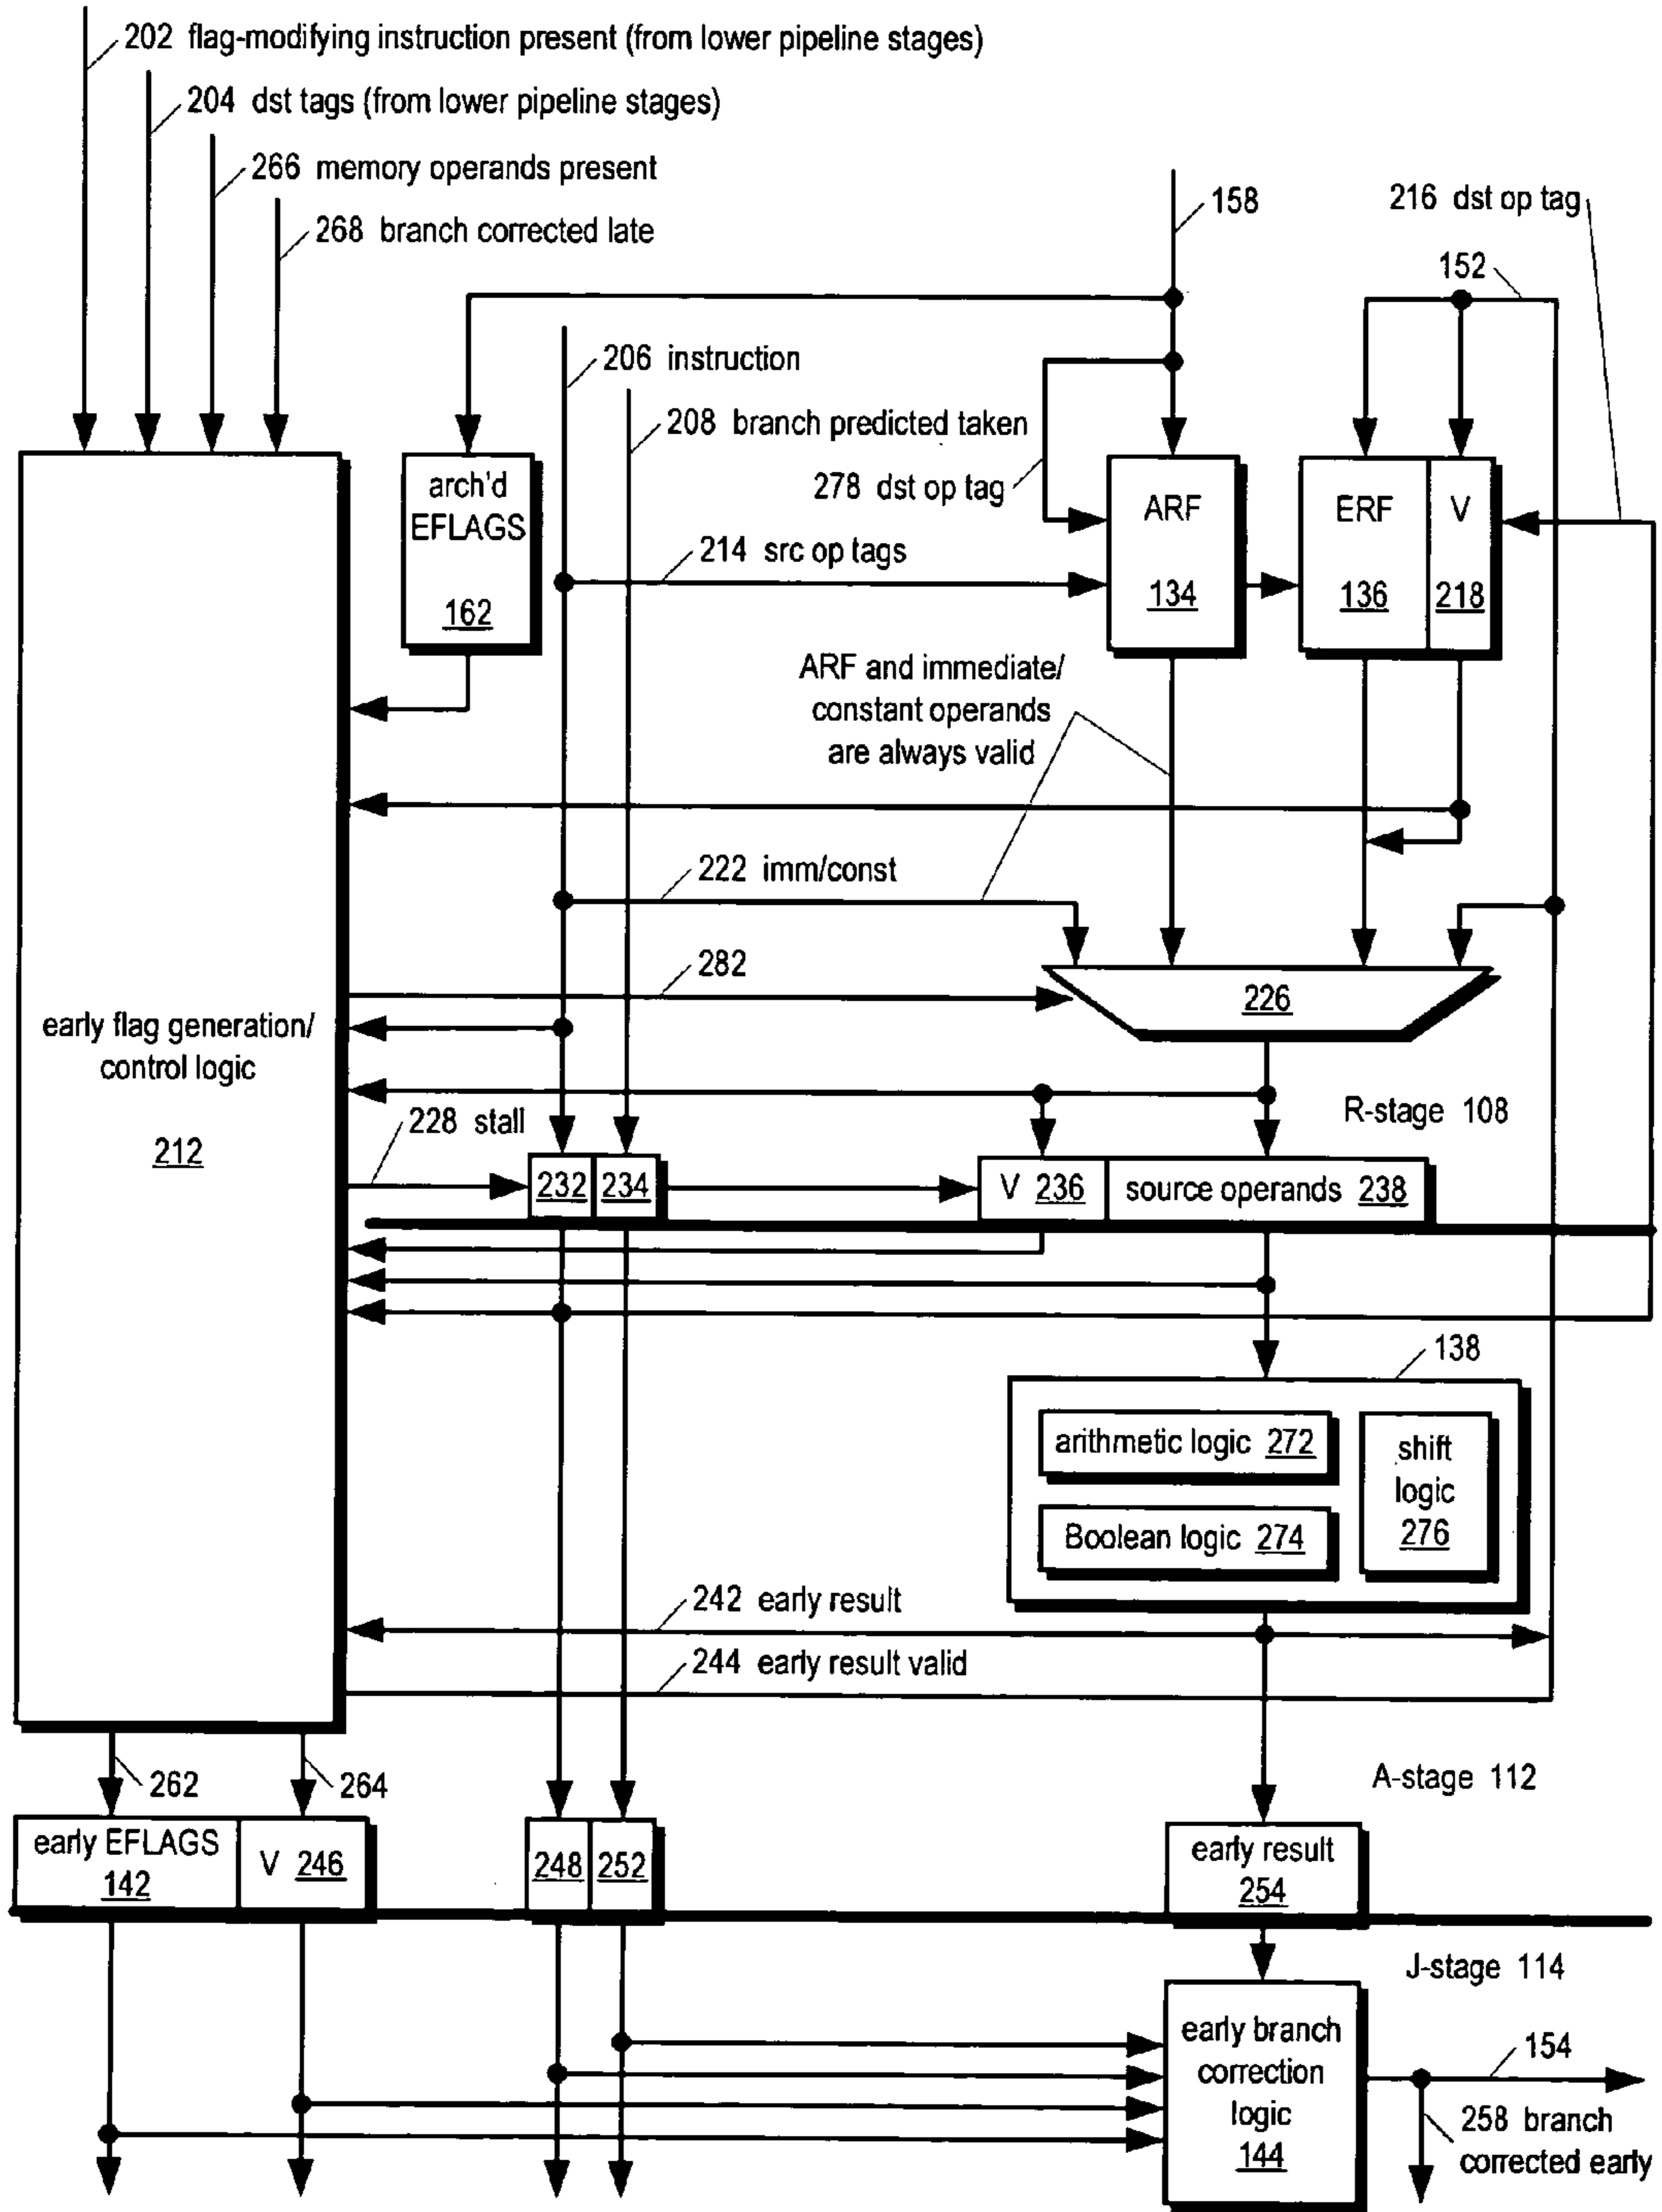 202 flag-modifying instruction present (from lower pipeline stages)
204 dst tags (from lower pipeline stages)
266 memory operands present
268 branch corrected late
158
216 dst op tag
152
206 instruction
208 branch predicted taken
278 dst op tag
214 src op tags
arch'd
EFLAGS
162
ARF
134
ERF
136
V
218
ARF and immediate/
constant operands
are always valid
222 imm/const
282
226
early flag generation/
control logic
212
228 stall
R-stage 108
232
234
V 236
source operands 238
138
arithmetic logic 272
Boolean logic 274
shift
logic
276
242 early result
244 early result valid
262
264
A-stage 112
early EFLAGS
142
V 246
248
252
early result
254
J-stage 114
early branch
correction
logic
144
154
258 branch
corrected early